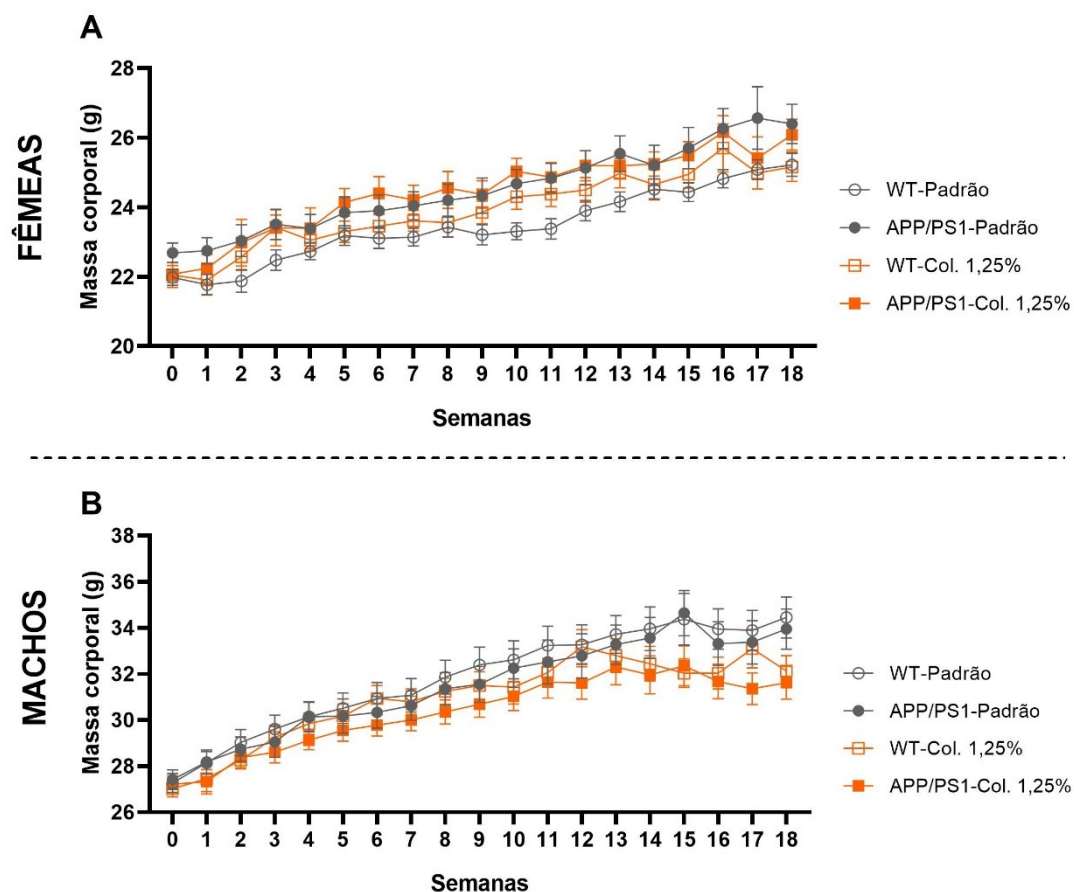 A
FÊMEAS
Massa corporal (g)
28
26
24
22
20
0 1 2 3 4 5 6 7 8 9 10 11 12 13 14 15 16 17 18
Semanas
WT-Padrão
APP/PS1-Padrão
WT-Col. 1,25%
APP/PS1-Col. 1,25%
B
MACHOS
Massa corporal (g)
38
36
34
32
30
28
26
0 1 2 3 4 5 6 7 8 9 10 11 12 13 14 15 16 17 18
Semanas
WT-Padrão
APP/PS1-Padrão
WT-Col. 1,25%
APP/PS1-Col. 1,25%